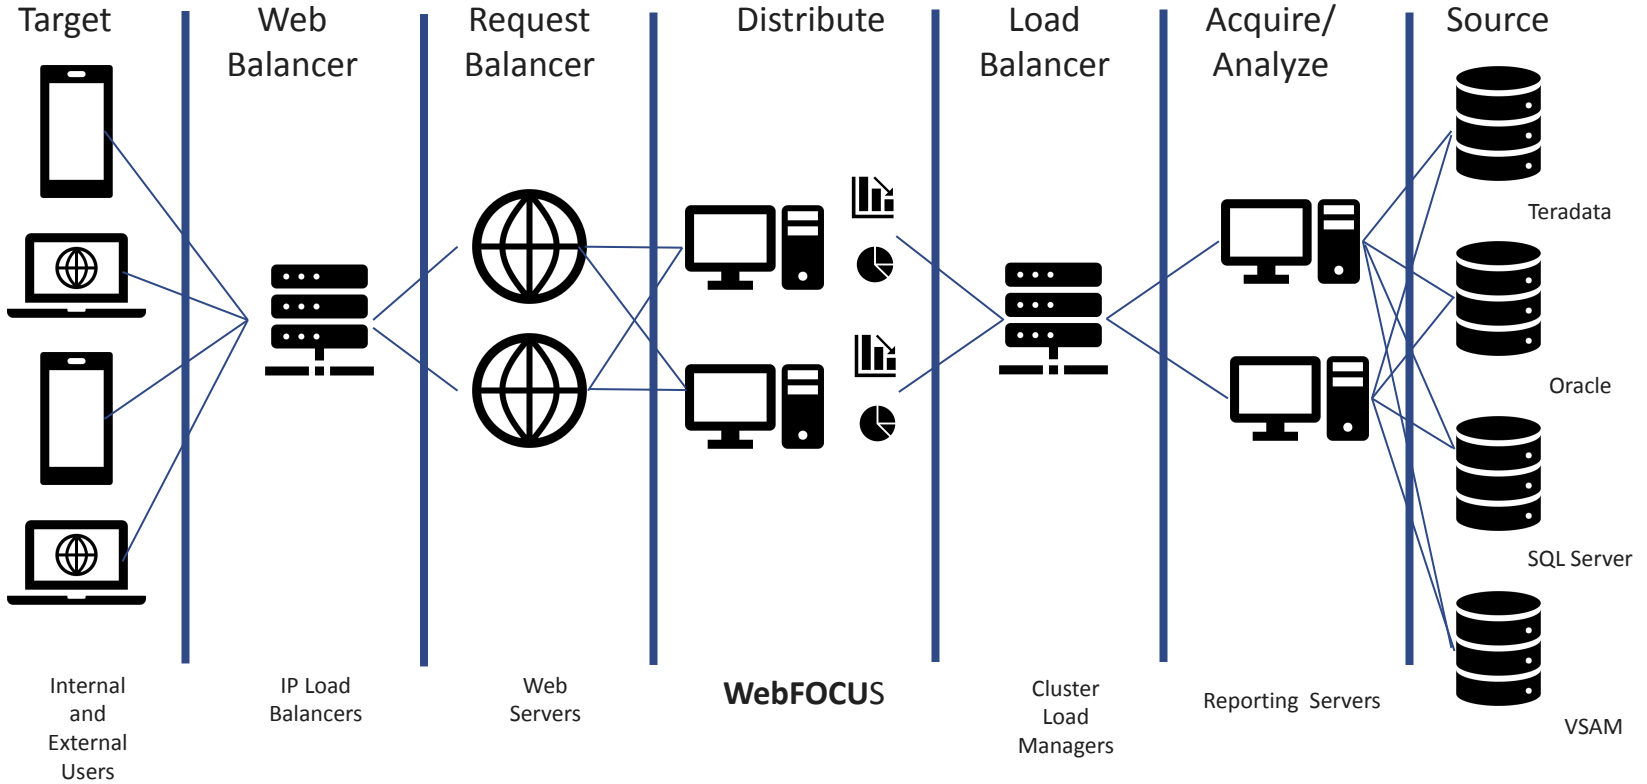 Target
Web
Balancer
Request
Balancer
Distribute
Load
Balancer
Acquire/
Analyze
Source
Teradata
Oracle
SQL Server
VSAM
Internal
and
External
Users
IP Load
Balancers
Web
Servers
WebFOCUS
Cluster
Load
Managers
Reporting Servers